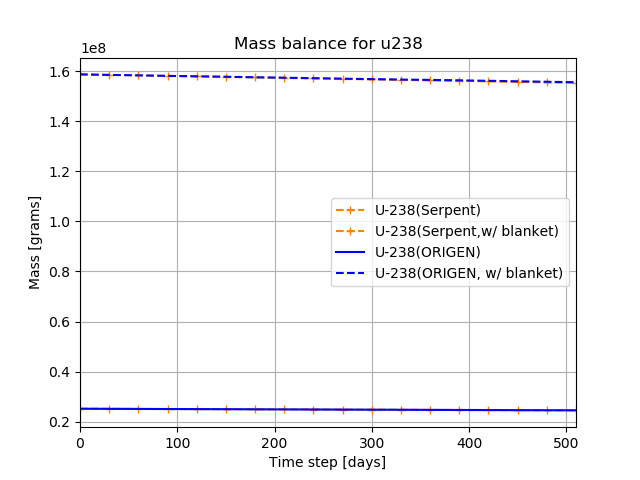 Mass balance for u238
1e8
1.6
1.4
1.2
1.0
0.8
0.6
0.4
0.2
Mass [grams]
U-238(Serpent)
U-238(Serpent,w/ blanket)
U-238(ORIGEN)
U-238(ORIGEN, w/ blanket)
0 100 200 300 400 500
Time step [days]